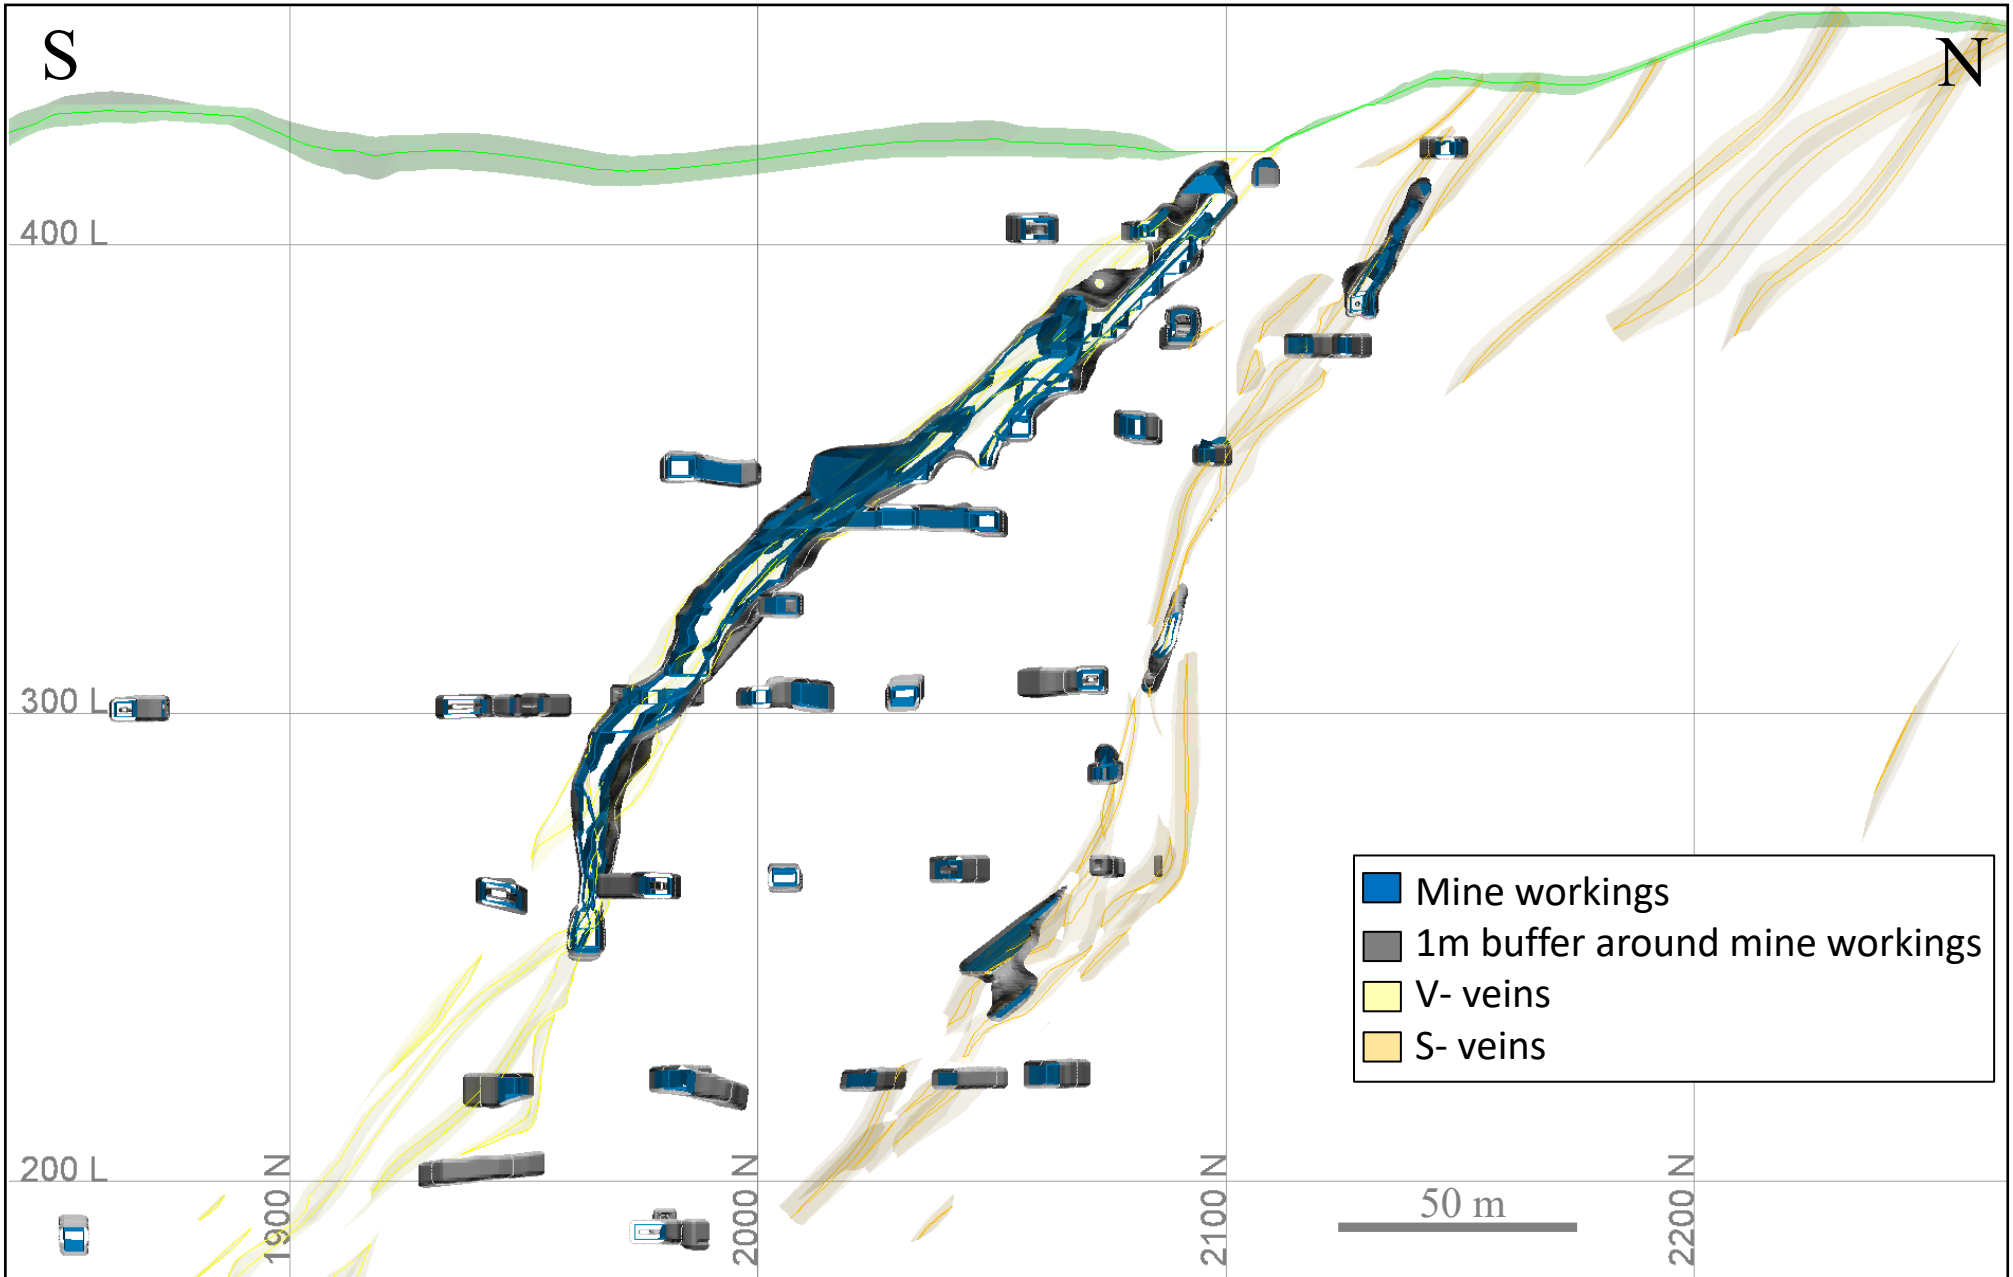 S
N
400 L
300 L
200 L
1900 N
2000 N
2100 N
2200 N
Mine workings
1m buffer around mine workings
V- veins
S- veins
50 m